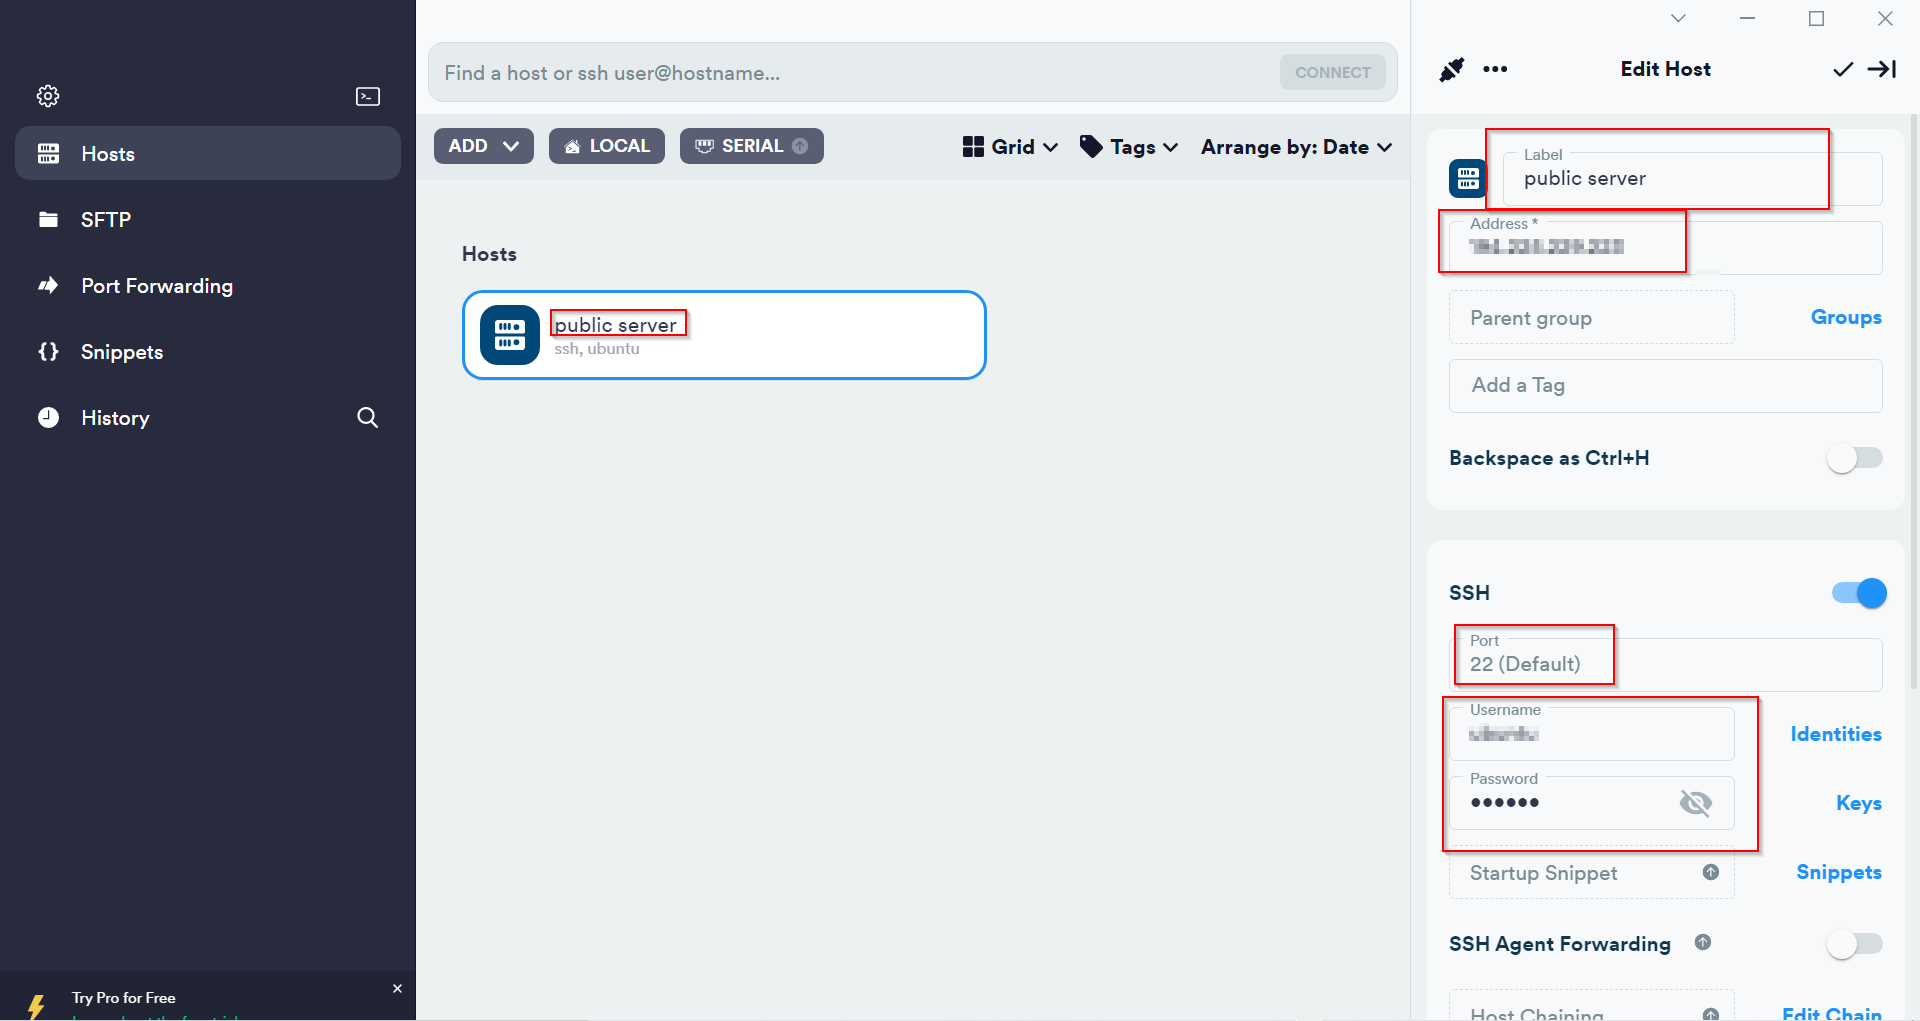 Find a host or ssh user@hostname...
CONNECT
Edit Host
Hosts
SFTP
Port Forwarding
Snippets
History
ADD
LOCAL
SERIAL
Grid
Tags
Arrange by: Date
Hosts
public server
ssh, ubuntu
Label
public server
Address *
Parent group
Groups
Add a Tag
Backspace as Ctrl+H
SSH
Port
22 (Default)
Username
Identities
Password
Keys
Startup Snippet
Snippets
SSH Agent Forwarding
Host Chaining
Edit Chain
Try Pro for Free